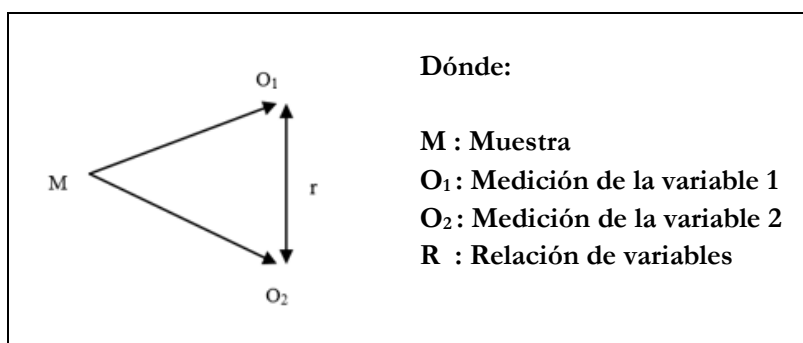 O₁
M
r
O₂
Dónde:
M : Muestra
O₁ : Medición de la variable 1
O₂ : Medición de la variable 2
R : Relación de variables